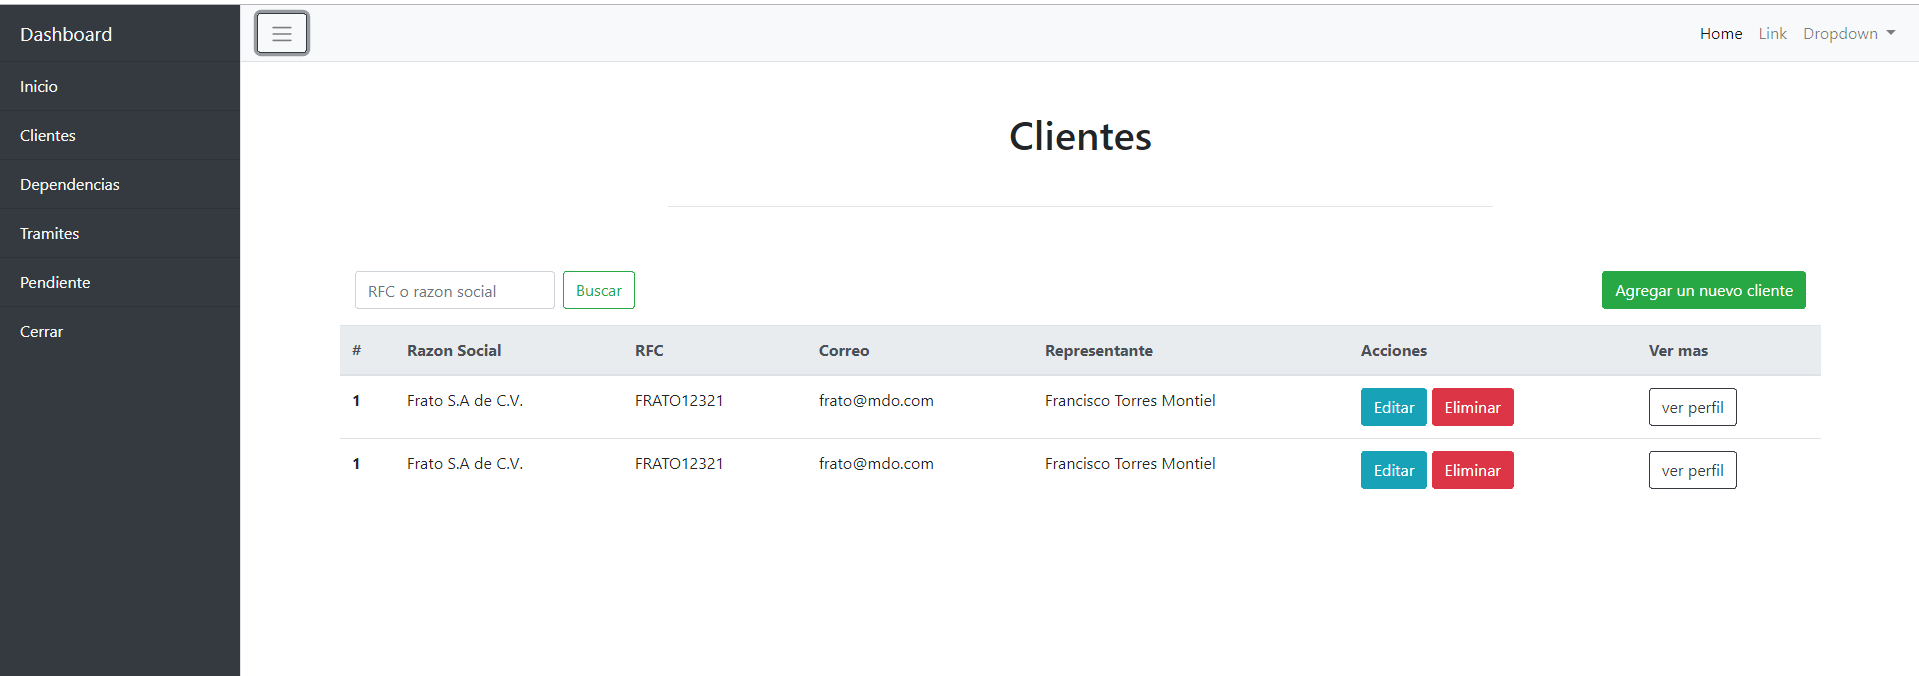 Dashboard
Home Link Dropdown
Inicio
Clientes
Dependencias
Tramites
Pendiente
Cerrar
Clientes
RFC o razon social Buscar Agregar un nuevo cliente
# Razon Social RFC Correo Representante Acciones Ver mas
1 Frato S.A de C.V. FRATO12321 frato@mdo.com Francisco Torres Montiel Editar Eliminar ver perfil
1 Frato S.A de C.V. FRATO12321 frato@mdo.com Francisco Torres Montiel Editar Eliminar ver perfil